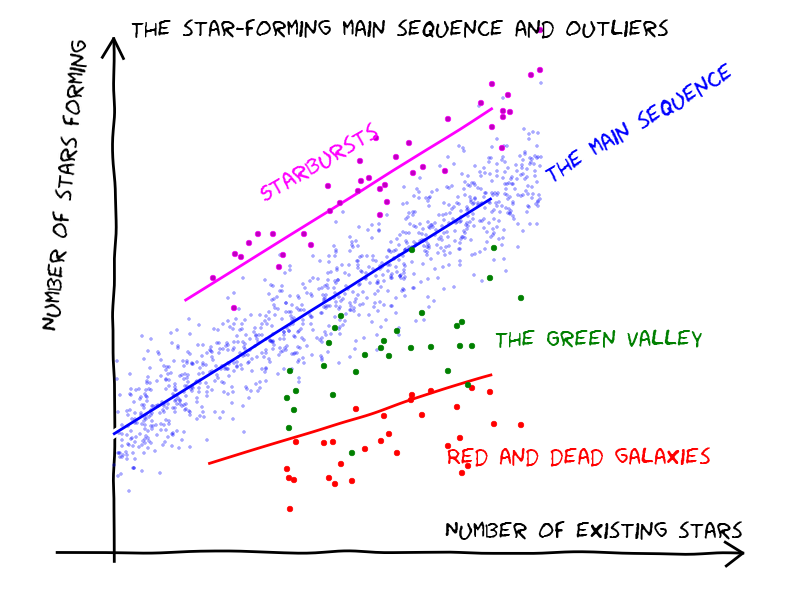 THE STAR-FORMING MAIN SEQUENCE AND OUTLIERS
NUMBER OF STARS FORMING
STARBURSTS
THE MAIN SEQUENCE
THE GREEN VALLEY
RED AND DEAD GALAXIES
NUMBER OF EXISTING STARS